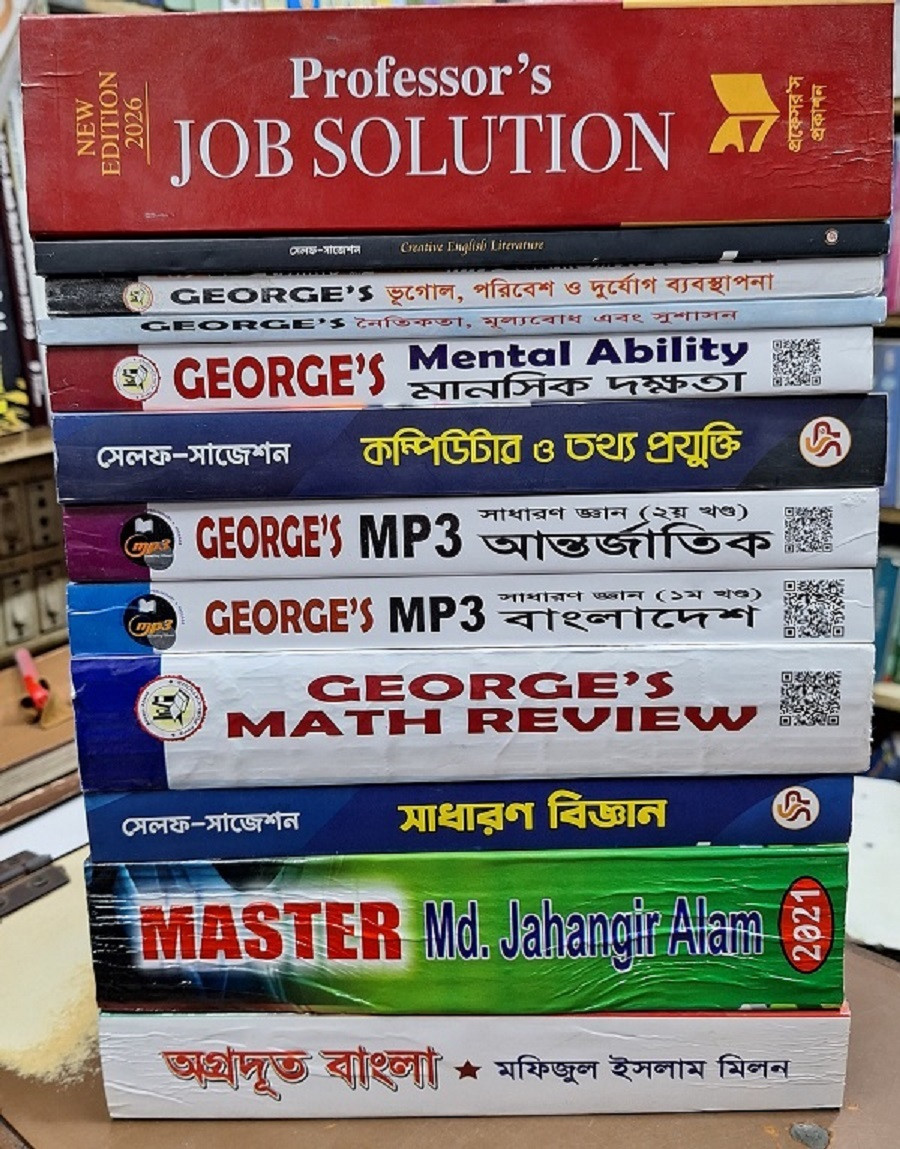 NEW
EDITION
2026
Professor's
JOB SOLUTION
প্রফেসর'স
প্রকাশন
সেলফ-সাজেশন Creative English Literature
GEORGE'S ভূগোল, পরিবেশ ও দুর্যোগ ব্যবস্থাপনা
GEORGE'S নৈতিকতা, মূল্যবোধ এবং সুশাসন
GEORGE'S Mental Ability
মানসিক দক্ষতা
সেলফ-সাজেশন কম্পিউটার ও তথ্য প্রযুক্তি
mp3 GEORGE'S MP3 সাধারণ জ্ঞান (২য় খণ্ড)
আন্তর্জাতিক
mp3 GEORGE'S MP3 সাধারণ জ্ঞান (১ম খণ্ড)
বাংলাদেশ
GEORGE'S
MATH REVIEW
সেলফ-সাজেশন সাধারণ বিজ্ঞান
MASTER Md. Jahangir Alam 2021
অগ্রদূত বাংলা ★ মফিজুল ইসলাম মিলন